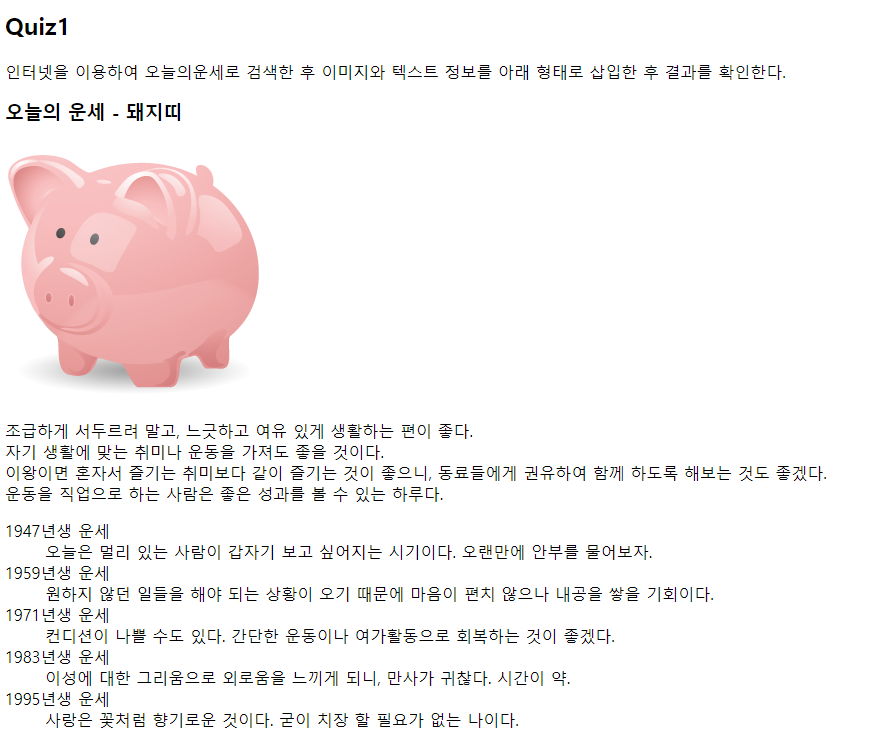 Quiz1
인터넷을 이용하여 오늘의운세로 검색한 후 이미지와 텍스트 정보를 아래 형태로 삽입한 후 결과를 확인한다.
오늘의 운세 - 돼지띠
조급하게 서두르려 말고, 느긋하고 여유 있게 생활하는 편이 좋다.
자기 생활에 맞는 취미나 운동을 가져도 좋을 것이다.
이왕이면 혼자서 즐기는 취미보다 같이 즐기는 것이 좋으니, 동료들에게 권유하여 함께 하도록 해보는 것도 좋겠다.
운동을 직업으로 하는 사람은 좋은 성과를 볼 수 있는 하루다.
1947년생 운세
오늘은 멀리 있는 사람이 갑자기 보고 싶어지는 시기이다. 오랜만에 안부를 물어보자.
1959년생 운세
원하지 않던 일들을 해야 되는 상황이 오기 때문에 마음이 편치 않으나 내공을 쌓을 기회이다.
1971년생 운세
컨디션이 나쁠 수도 있다. 간단한 운동이나 여가활동으로 회복하는 것이 좋겠다.
1983년생 운세
이성에 대한 그리움으로 외로움을 느끼게 되니, 만사가 귀찮다. 시간이 약.
1995년생 운세
사랑은 꽃처럼 향기로운 것이다. 굳이 치장 할 필요가 없는 나이다.